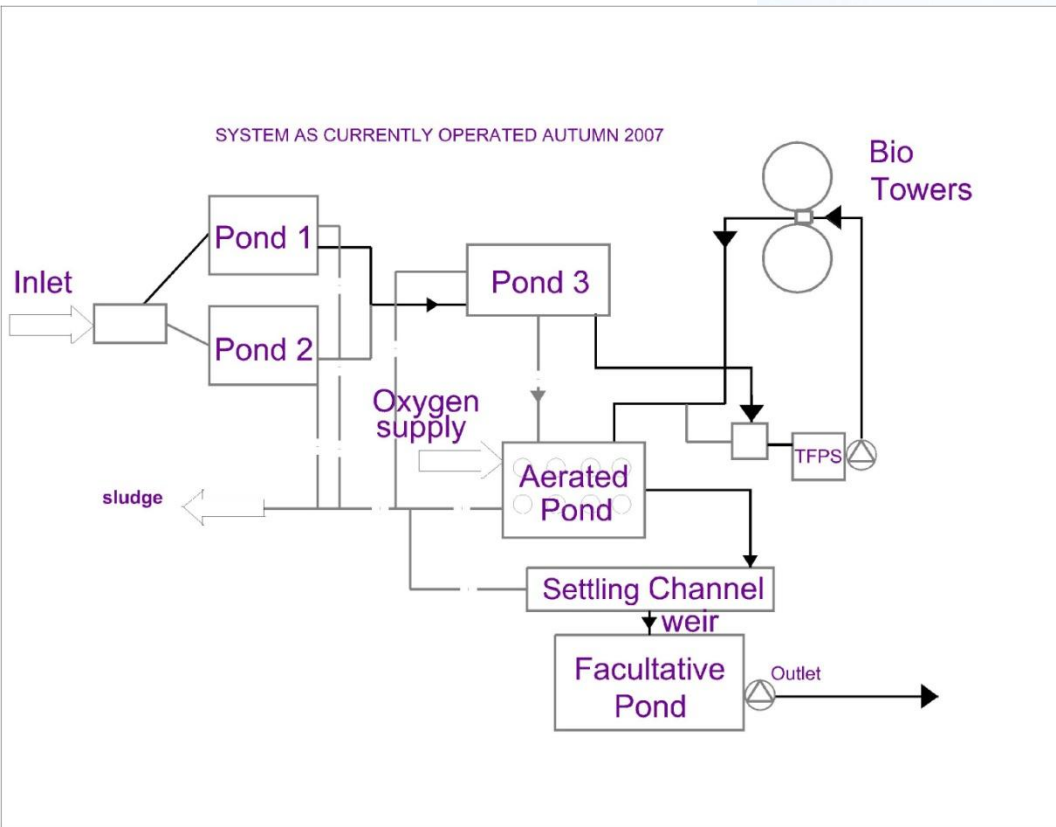 SYSTEM AS CURRENTLY OPERATED AUTUMN 2007
Bio
Towers
Pond 1
Inlet
Pond 3
Pond 2
Oxygen
supply
TFPS
Aerated
Pond
sludge
Settling Channel
weir
Facultative
Pond
Outlet